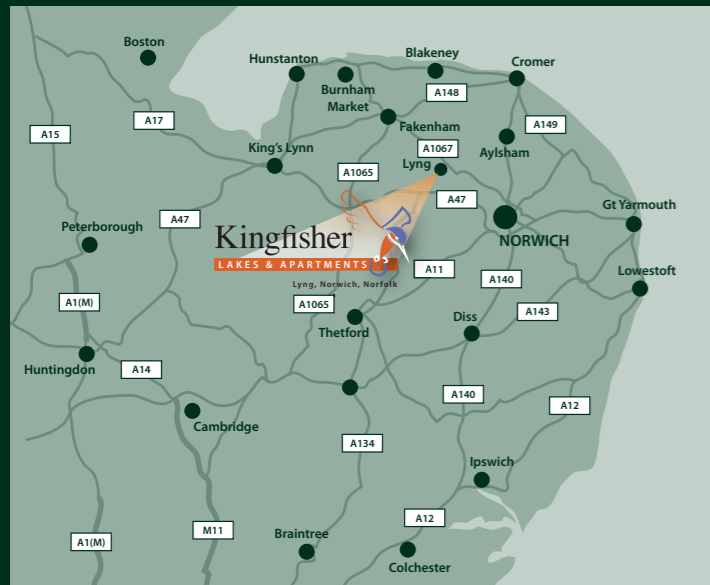 Boston
Hunstanton
Blakeney
Cromer
Burnham
Market
A148
A17
A15
A149
Fakenham
A1067
King's Lynn
Lyng
Aylsham
A1065
A47
A47
Gt Yarmouth
Peterborough
Kingfisher
LAKES & APARTMENTS
Lyng, Norwich, Norfolk
NORWICH
A11
A140
Lowestoft
A1(M)
A1065
A143
Thetford
Diss
Huntingdon
A14
A140
A12
Cambridge
A134
Ipswich
A12
M11
A1(M)
Braintree
Colchester